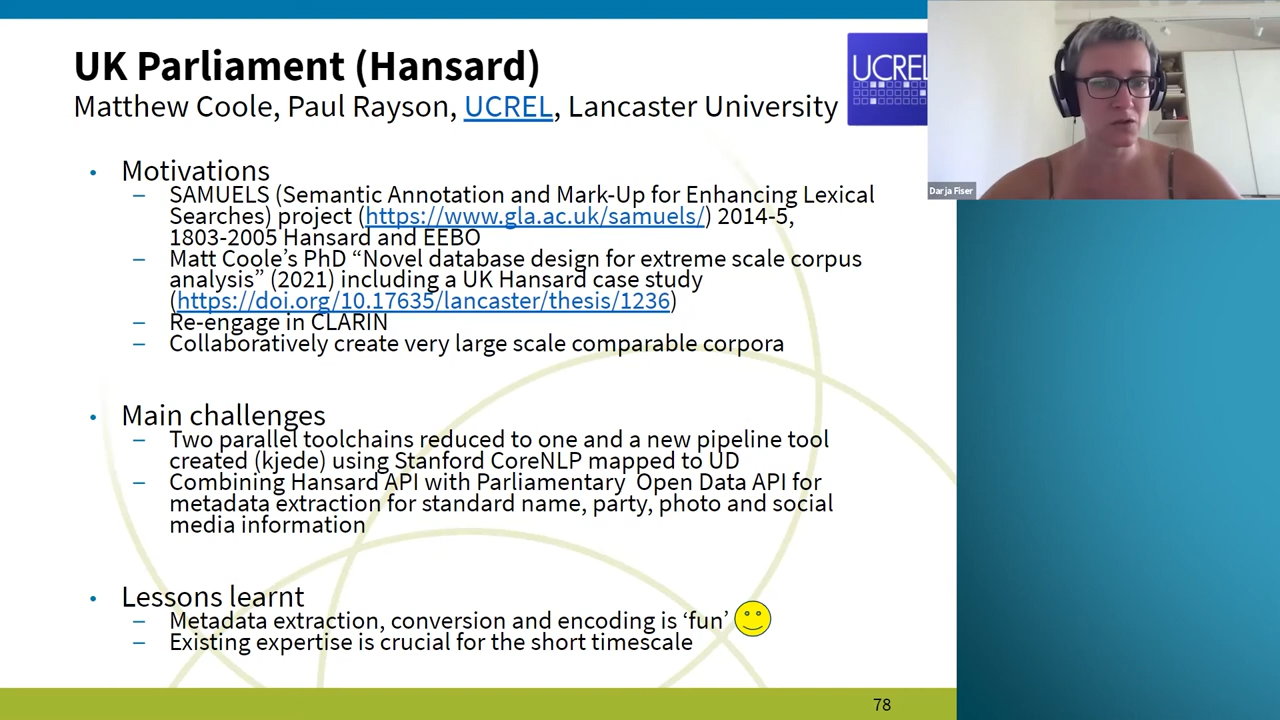 UK Parliament (Hansard)
Matthew Coole, Paul Rayson, UCREL, Lancaster University
UCREL
Darja Fiser
• Motivations
– SAMUELS (Semantic Annotation and Mark-Up for Enhancing Lexical
Searches) project (https://www.gla.ac.uk/samuels/) 2014-5,
1803-2005 Hansard and EEBO
– Matt Coole’s PhD “Novel database design for extreme scale corpus
analysis” (2021) including a UK Hansard case study
(https://doi.org/10.17635/lancaster/thesis/1236)
– Re-engage in CLARIN
– Collaboratively create very large scale comparable corpora
• Main challenges
– Two parallel toolchains reduced to one and a new pipeline tool
created (kjede) using Stanford CoreNLP mapped to UD
– Combining Hansard API with Parliamentary Open Data API for
metadata extraction for standard name, party, photo and social
media information
• Lessons learnt
– Metadata extraction, conversion and encoding is ‘fun’
– Existing expertise is crucial for the short timescale
78